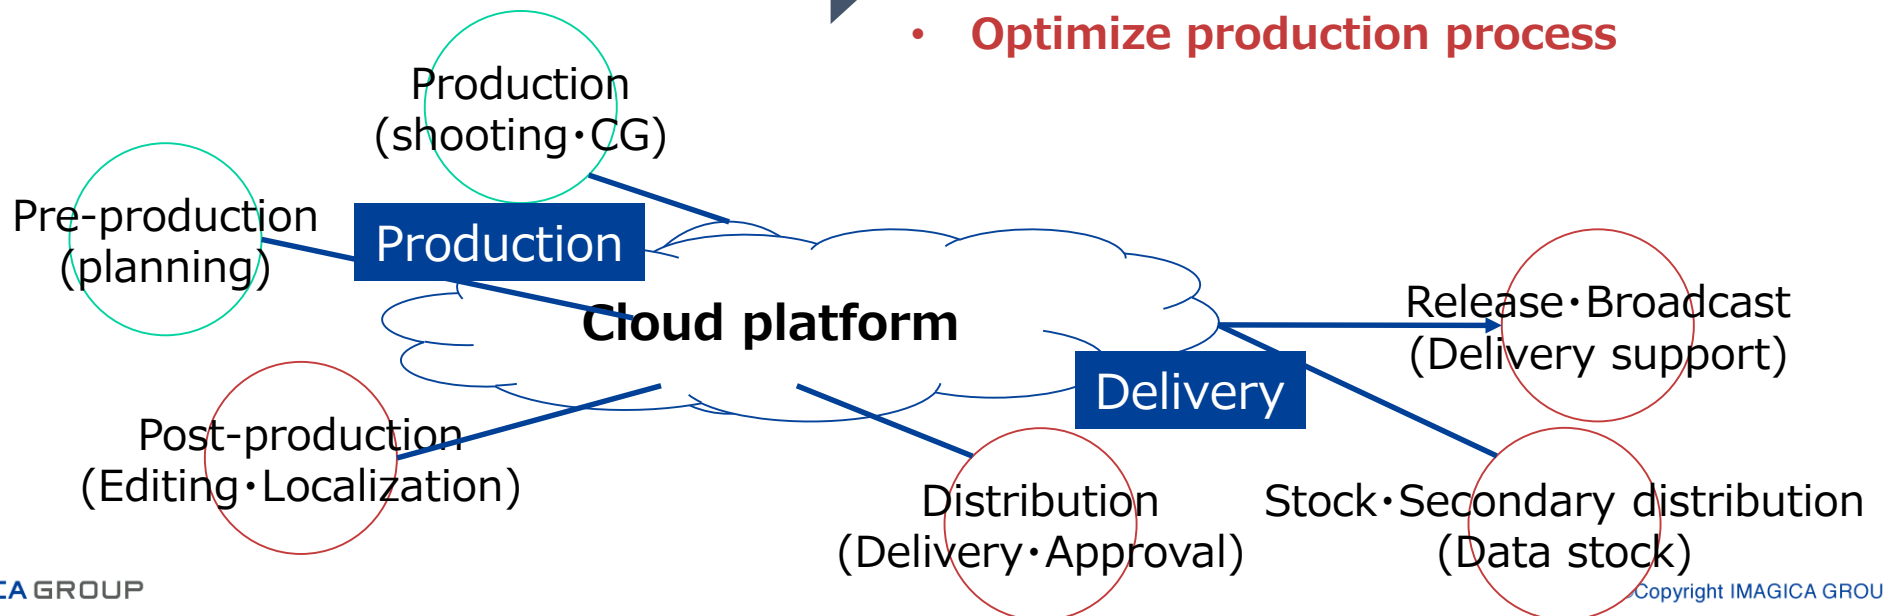 • Optimize production process
Production
(shooting・CG)
Pre-production
(planning)
Production
Cloud platform
Release・Broadcast
(Delivery support)
Delivery
Post-production
(Editing・Localization)
Distribution
(Delivery・Approval)
Stock・Secondary distribution
(Data stock)
CA GROUP
Copyright IMAGICA GROU